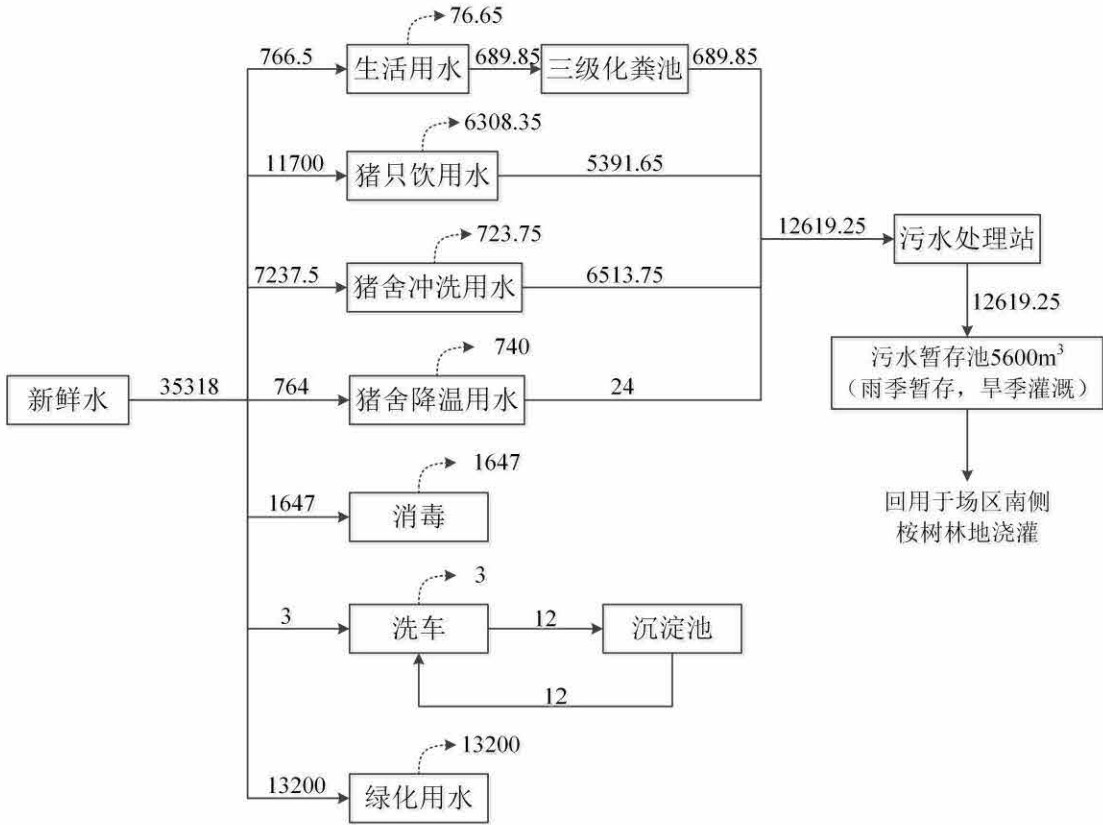 76.65
766.5
生活用水
689.85
三级化粪池
689.85
6308.35
11700
猪只饮用水
5391.65
723.75
7237.5
猪舍冲洗用水
6513.75
12619.25
污水处理站
12619.25
740
新鲜水
35318
764
猪舍降温用水
24
污水暂存池5600m³
（雨季暂存，旱季灌溉）
1647
1647
消毒
回用于场区南侧
桉树林地浇灌
3
3
洗车
12
沉淀池
12
13200
13200
绿化用水